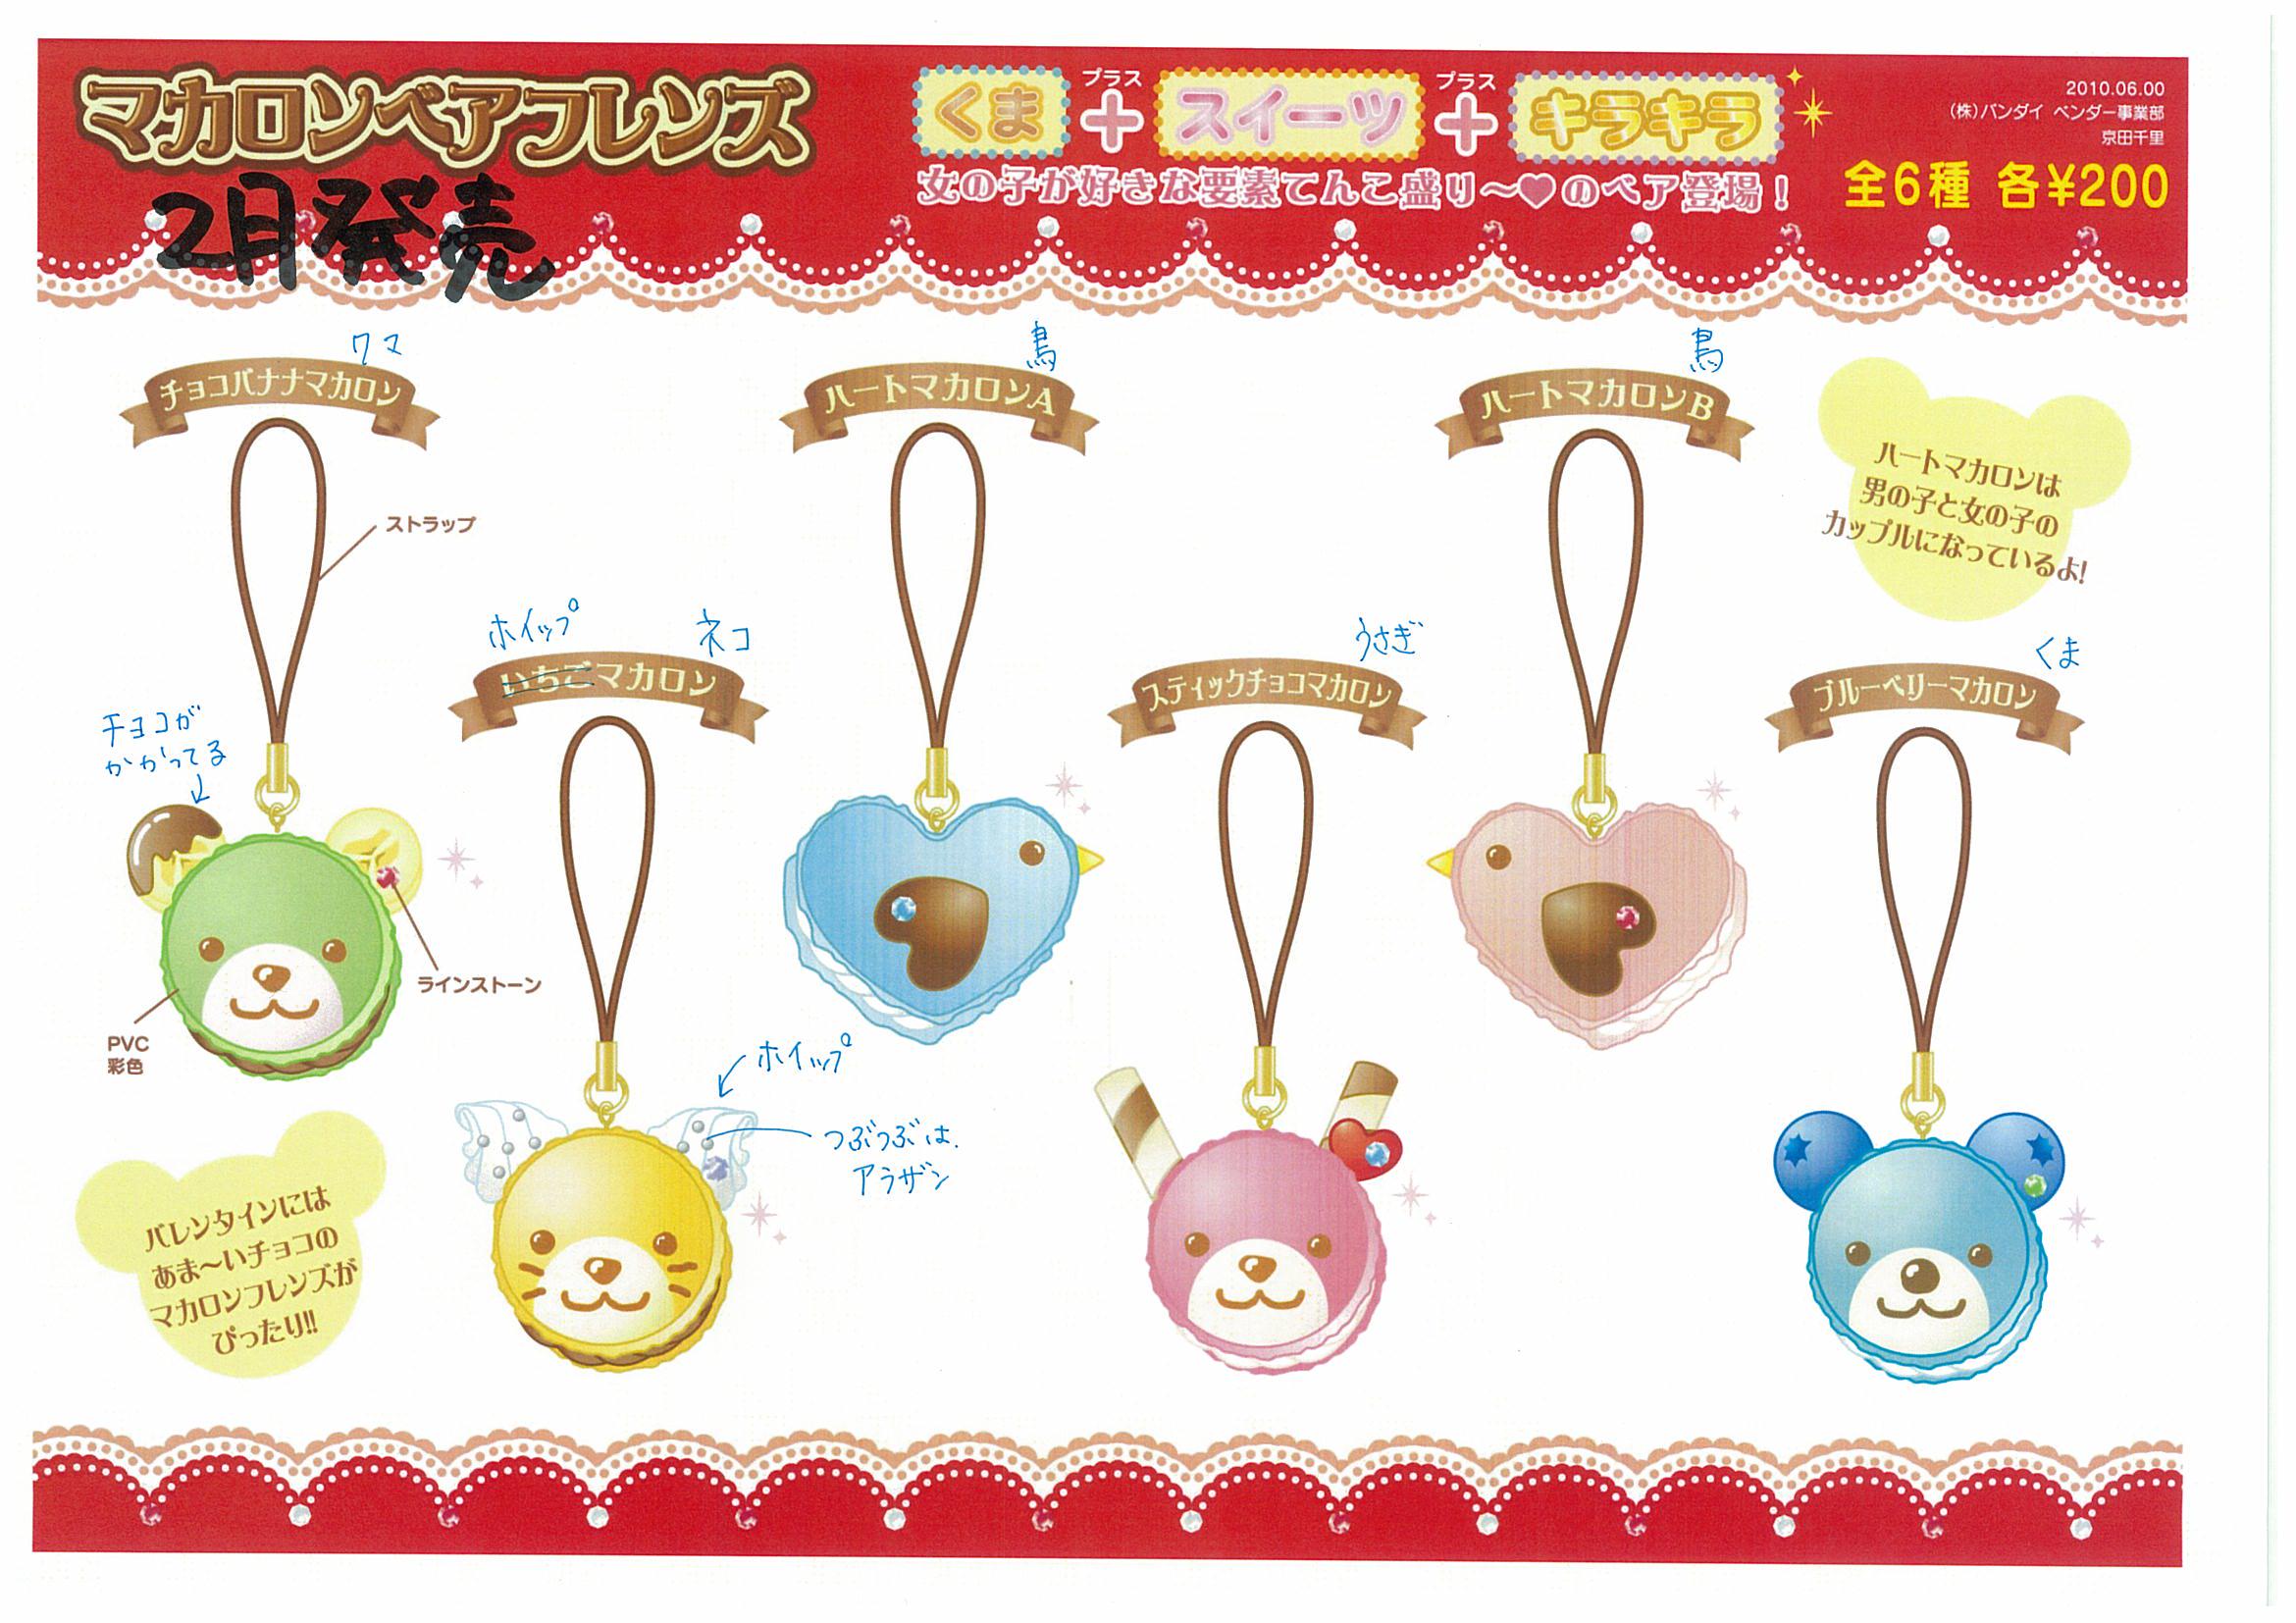 マカロンベアフレンズ
2月発売
くま プラス + スイーツ プラス + キラキラ
女の子が好きな要素てんこ盛り〜♥のベア登場！
2010.06.00
(株)バンダイ ベンダー事業部
京田千里
全6種 各¥200
クマ
チョコバナナマカロン
ストラップ
チョコが
かかってる
ラインストーン
PVC
彩色
ホイップ
ネコ
いちごマカロン
ホイップ
つぶつぶは、
アラザン
鳥
ハートマカロンA
うさぎ
スティックチョコマカロン
鳥
ハートマカロンB
ハートマカロンは
男の子と女の子の
カップルになっているよ!
くま
ブルーベリーマカロン
バレンタインには
あま〜いチョコの
マカロンフレンズが
ぴったり!!